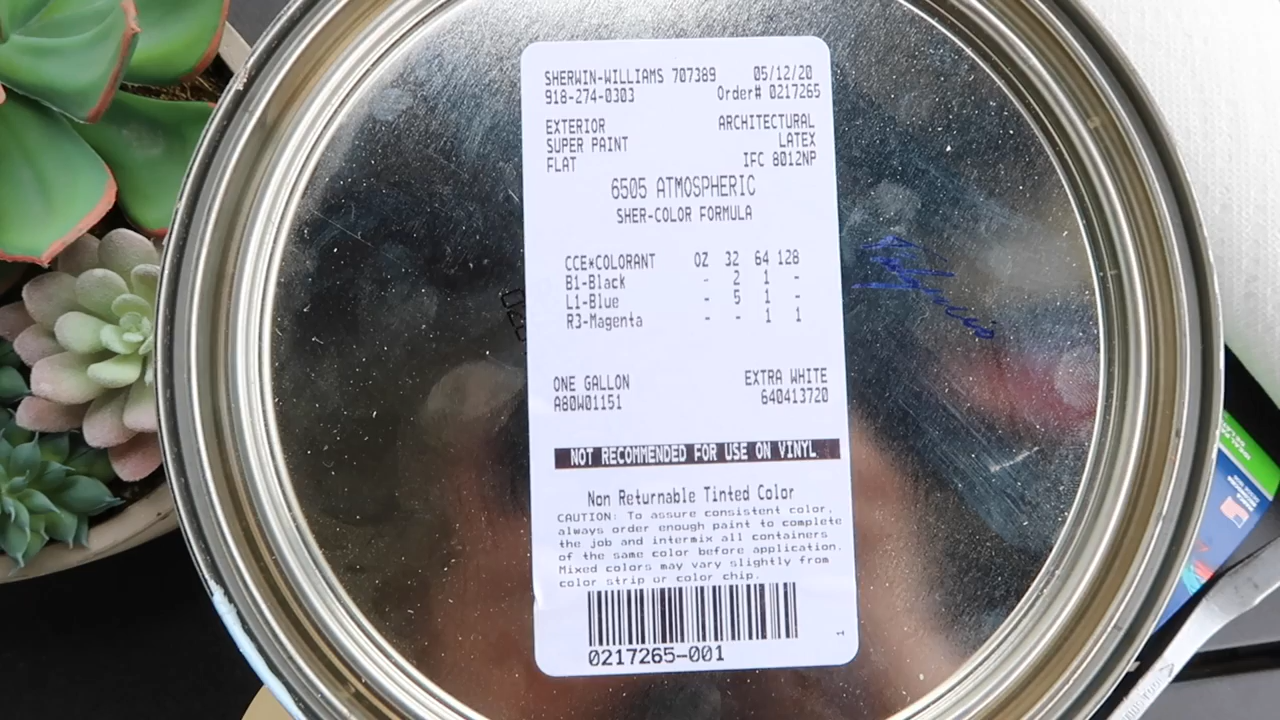 SHERWIN-WILLIAMS 707389 05/12/20
918-274-0303 Order# 0217265
EXTERIOR ARCHITECTURAL
SUPER PAINT LATEX
FLAT IFC 8012NP
6505 ATMOSPHERIC
SHER-COLOR FORMULA
CCE*COLORANT OZ 32 64 128
B1-Black - 2 1 -
L1-Blue - 5 1 -
R3-Magenta - - 1 1
ONE GALLON EXTRA WHITE
A80W01151 640413720
NOT RECOMMENDED FOR USE ON VINYL
Non Returnable Tinted Color
CAUTION: To assure consistent color,
always order enough paint to complete
the job and intermix all containers
of the same color before application.
Mixed colors may vary slightly from
color strip or color chip.
1
0217265-001